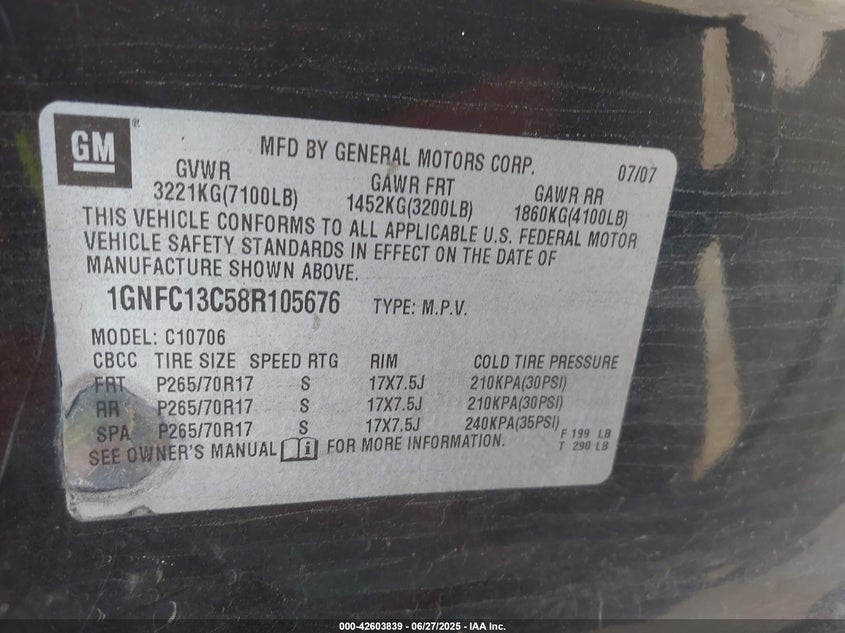 GM ®
MFD BY GENERAL MOTORS CORP. 07/07
GVWR GAWR FRT GAWR RR
3221KG(7100LB) 1452KG(3200LB) 1860KG(4100LB)
THIS VEHICLE CONFORMS TO ALL APPLICABLE U.S. FEDERAL MOTOR
VEHICLE SAFETY STANDARDS IN EFFECT ON THE DATE OF
MANUFACTURE SHOWN ABOVE.
1GNFC13C58R105676 TYPE: M.P.V.
MODEL: C10706
CBCC TIRE SIZE SPEED RTG RIM COLD TIRE PRESSURE
FRT P265/70R17 S 17X7.5J 210KPA(30PSI)
RR P265/70R17 S 17X7.5J 210KPA(30PSI)
SPA P265/70R17 S 17X7.5J 240KPA(35PSI)
SEE OWNER'S MANUAL FOR MORE INFORMATION.
F 199 LB
T 290 LB
000-42603839 - 06/27/2025 - IAA Inc.